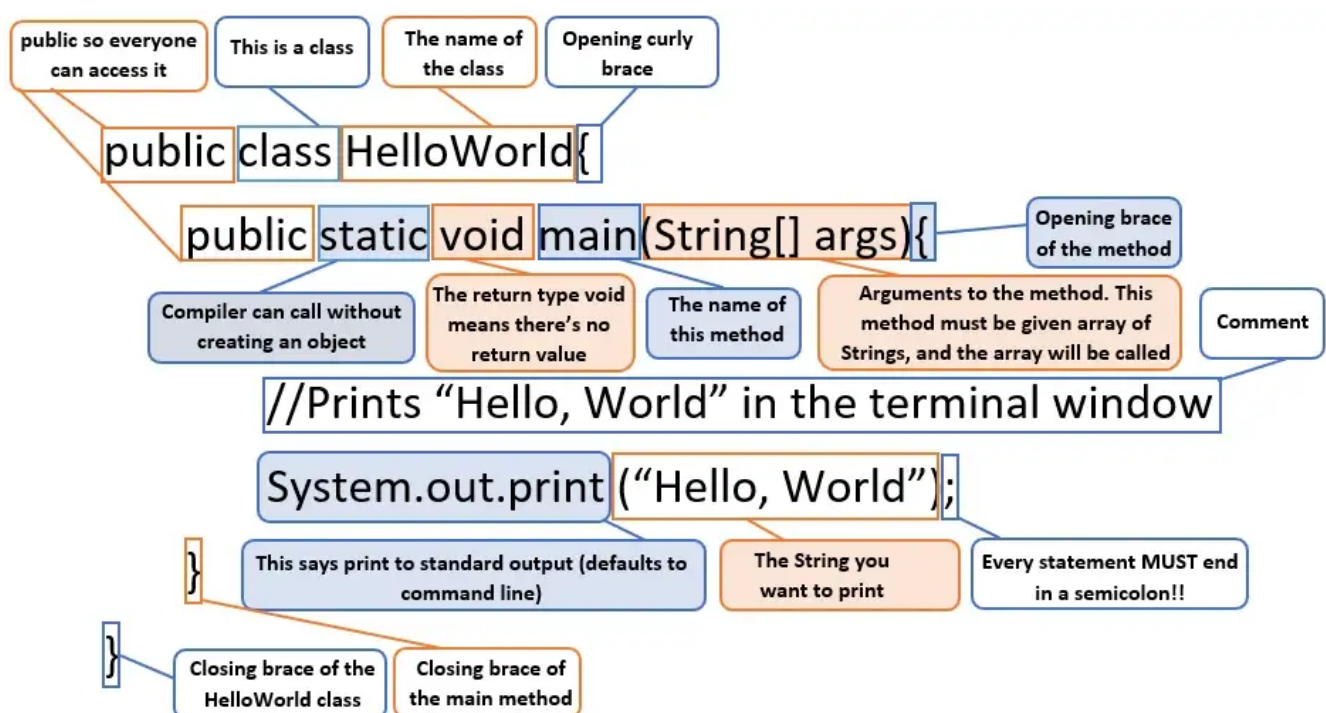 public so everyone
can access it
This is a class
The name of
the class
Opening curly
brace
public class HelloWorld{
public static void main(String[] args){
Opening brace
of the method
Compiler can call without
creating an object
The return type void
means there's no
return value
The name of
this method
Arguments to the method. This
method must be given array of
Strings, and the array will be called
Comment
//Prints “Hello, World” in the terminal window
System.out.print (“Hello, World”);
}
This says print to standard output (defaults to
command line)
The String you
want to print
Every statement MUST end
in a semicolon!!
}
Closing brace of the
HelloWorld class
Closing brace of
the main method